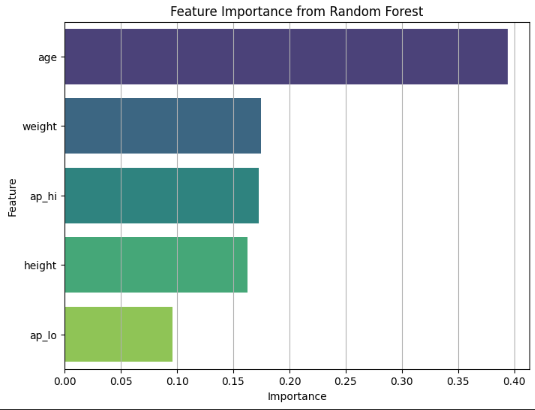 Feature Importance from Random Forest
age
weight
ap_hi
height
ap_lo
Feature
0.00 0.05 0.10 0.15 0.20 0.25 0.30 0.35 0.40
Importance